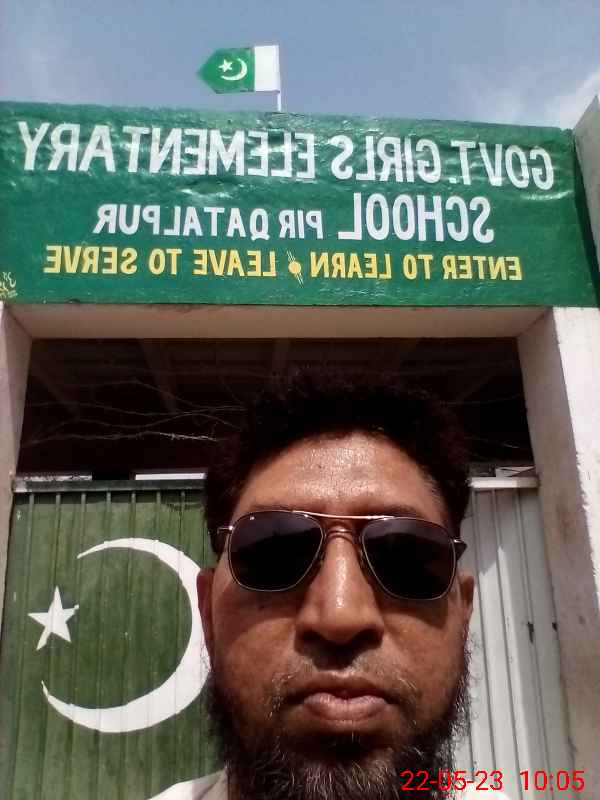 GOVT.GIRLS ELEMENTARY
SCHOOL PIR QATALPUR
ENTER TO LEARN LEAVE TO SERVE
22-05-23 10:05